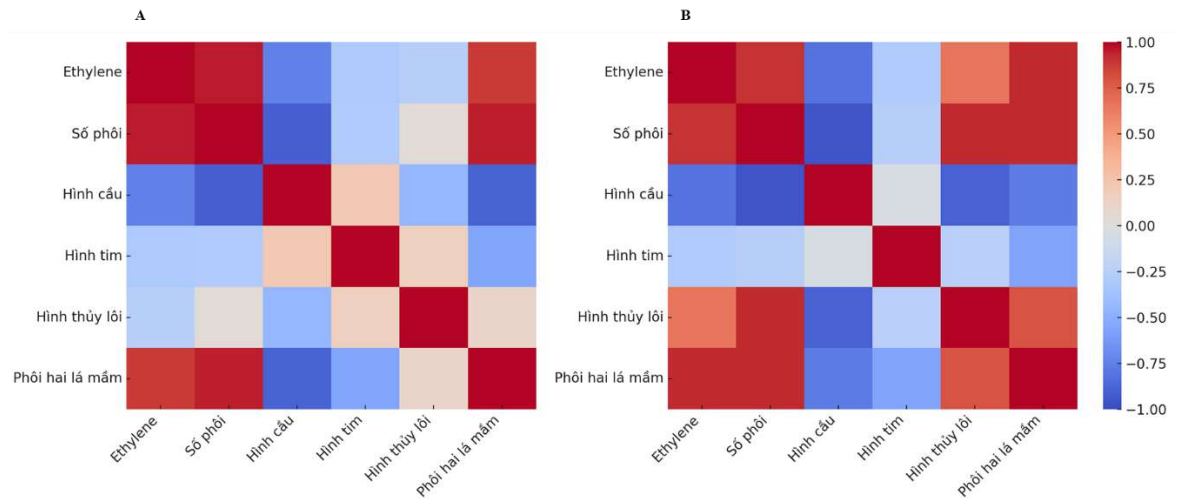 A
B
Ethylene
Số phôi
Hình cầu
Hình tim
Hình thủy lôi
Phôi hai lá mầm
Ethylene
Số phôi
Hình cầu
Hình tim
Hình thủy lôi
Phôi hai lá mầm
Ethylene
Số phôi
Hình cầu
Hình tim
Hình thủy lôi
Phôi hai lá mầm
Ethylene
Số phôi
Hình cầu
Hình tim
Hình thủy lôi
Phôi hai lá mầm
1.00
0.75
0.50
0.25
0.00
−0.25
−0.50
−0.75
−1.00